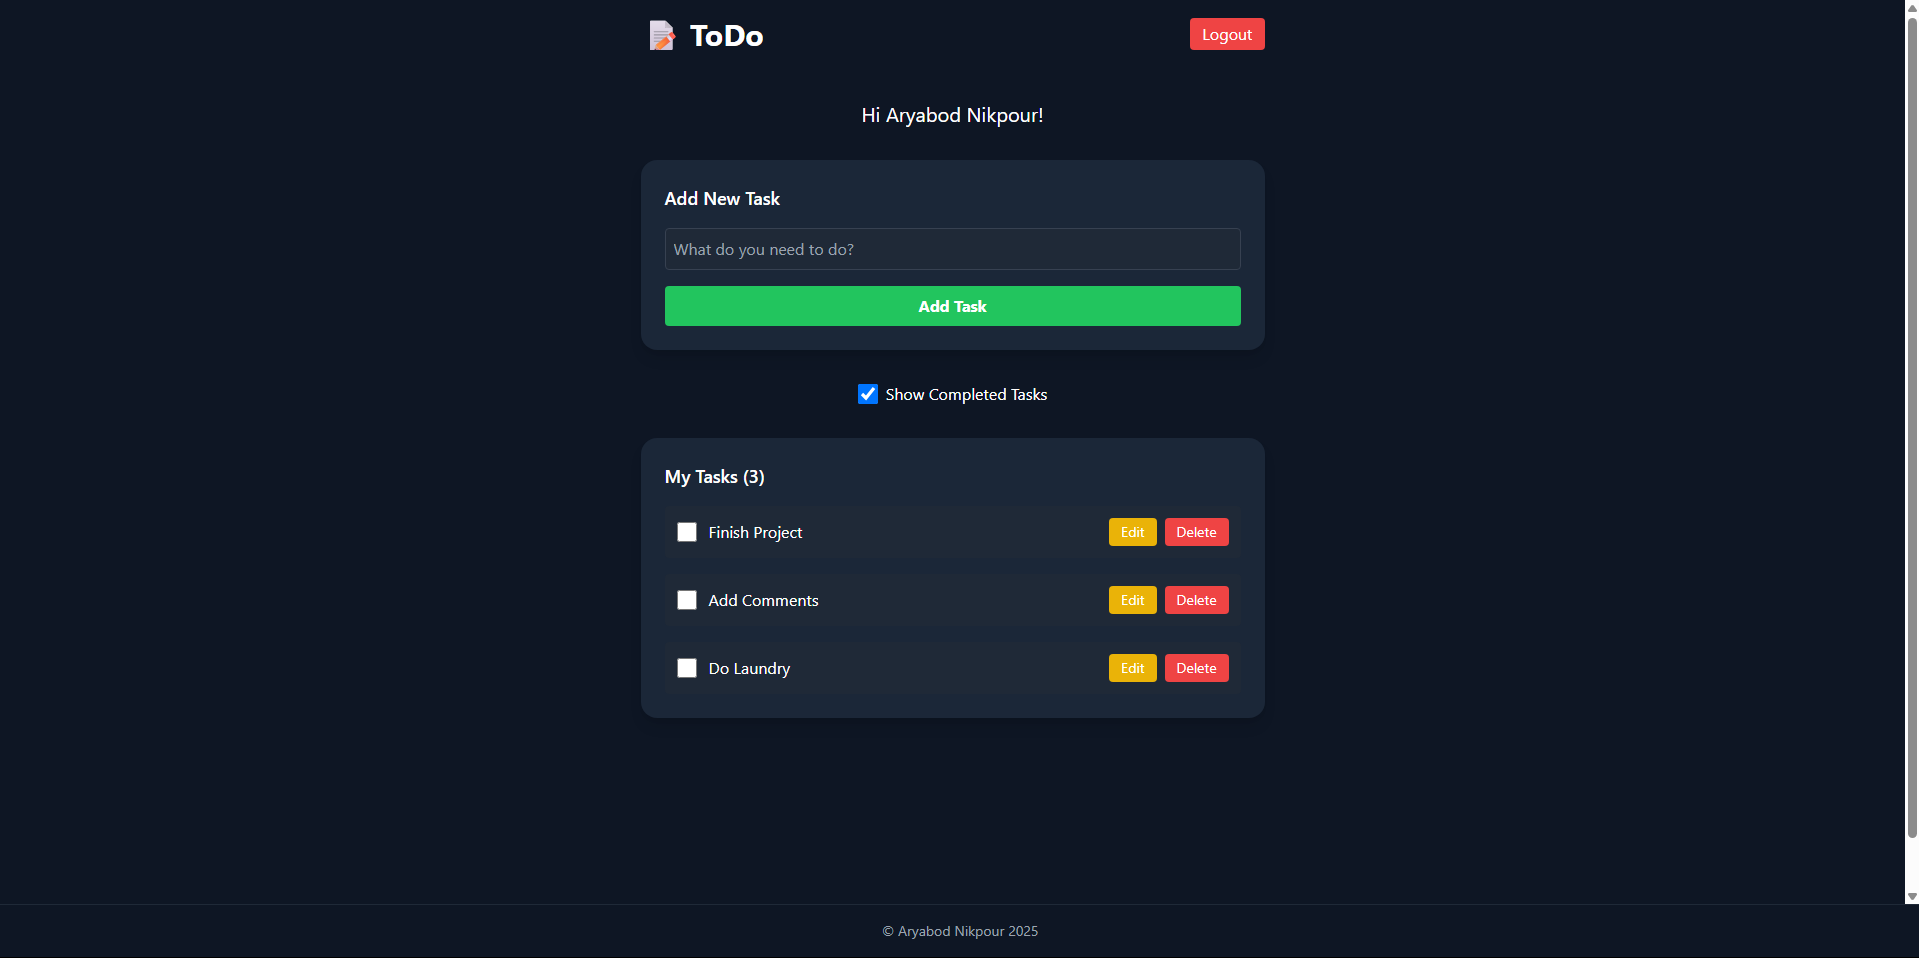 ToDo
Logout
Hi Aryabod Nikpour!
Add New Task
What do you need to do?
Add Task
Show Completed Tasks
My Tasks (3)
Finish Project Edit Delete
Add Comments Edit Delete
Do Laundry Edit Delete
© Aryabod Nikpour 2025